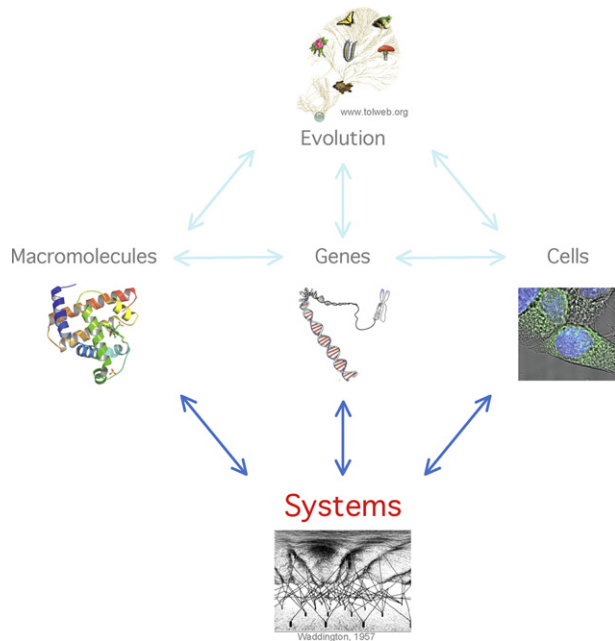 www.tolweb.org
Evolution
Macromolecules
Genes
Cells
Systems
Waddington, 1957